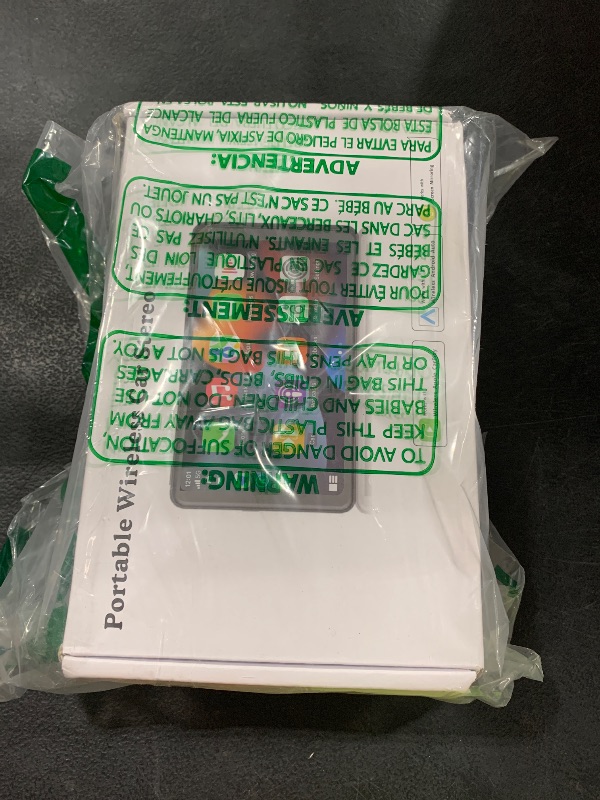 WARNING:
TO AVOID DANGER OF SUFFOCATION,
KEEP THIS PLASTIC BAG AWAY FROM
BABIES AND CHILDREN. DO NOT USE
THIS BAG IN CRIBS, BEDS, CARRIAGES
OR PLAY PENS. THIS BAG IS NOT A TOY.
AVERTISSEMENT:
POUR ÉVITER TOUT RISQUE D'ÉTOUFFEMENT,
GARDEZ CE SAC EN PLASTIQUE LOIN DES
BÉBÉS ET LES ENFANTS. N'UTILISEZ PAS CE
SAC DANS LES BERCEAUX, LITS, CHARIOTS OU
PARC AU BÉBÉ. CE SAC N'EST PAS UN JOUET.
ADVERTENCIA:
PARA EVITAR EL PELIGRO DE ASFIXIA, MANTENGA
ESTA BOLSA DE PLASTICO FUERA DEL ALCANCE
DE BEBÉS Y NIÑOS. NO USAR ESTA BOLSA EN
Portable Wireless Car Stereo
12:01